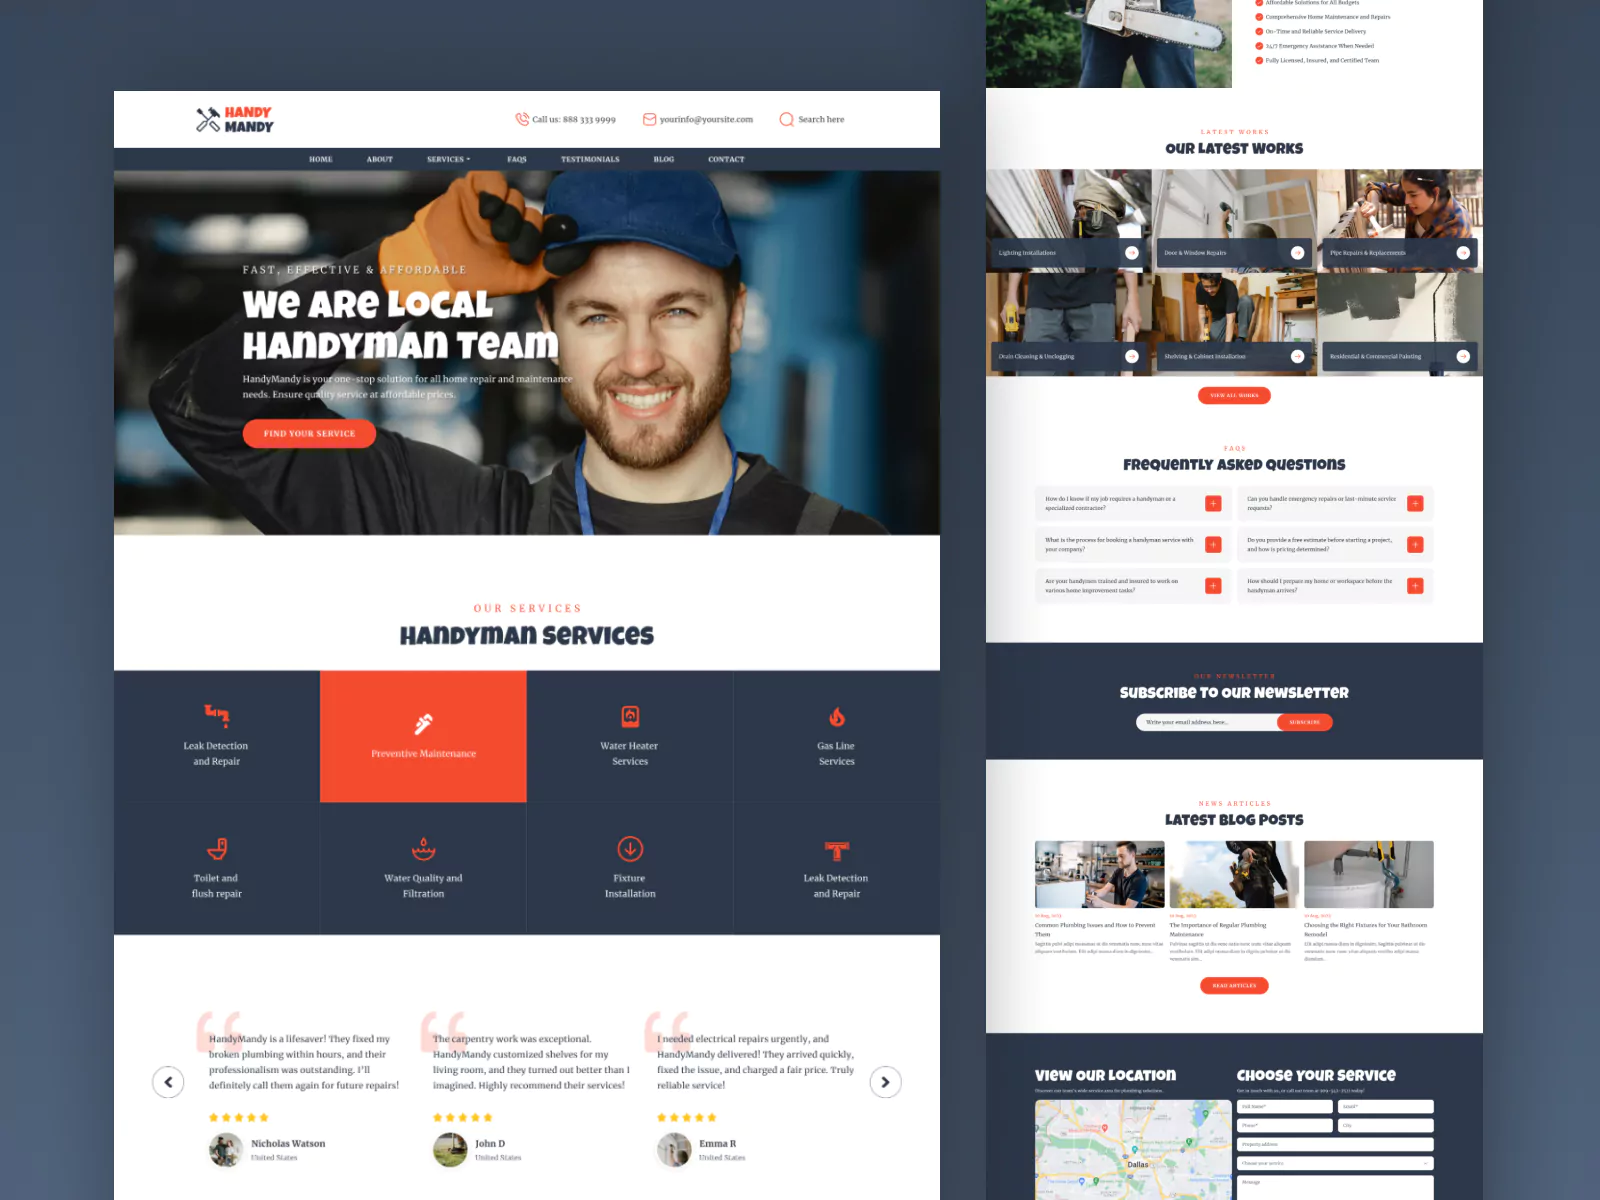 HANDY
MANDY
Call us: 888 333 9999
yourinfo@yoursite.com
Search here
HOME
ABOUT
SERVICES
FAQS
TESTIMONIALS
BLOG
CONTACT
FAST, EFFECTIVE & AFFORDABLE
We are Local
Handyman Team
HandyMandy is your one-stop solution for all home repair and maintenance
needs. Ensure quality service at affordable prices.
FIND YOUR SERVICE
OUR SERVICES
Handyman Services
Leak Detection
and Repair
Preventive Maintenance
Water Heater
Services
Gas Line
Services
Toilet and
flush repair
Water Quality and
Filtration
Fixture
Installation
Leak Detection
and Repair
HandyMandy is a lifesaver! They fixed my
broken plumbing within hours, and their
professionalism was outstanding. I'll
definitely call them again for future repairs!
Nicholas Watson
United States
The carpentry work was exceptional.
HandyMandy customized shelves for my
living room, and they turned out better than I
imagined. Highly recommend their services!
John D
United States
I needed electrical repairs urgently, and
HandyMandy delivered! They arrived quickly,
fixed the issue, and charged a fair price. Truly
reliable service!
Emma R
United States
Affordable Solutions for All Budgets
Comprehensive Home Maintenance and Repairs
On-Time and Reliable Service Delivery
24/7 Emergency Assistance When Needed
Fully Licensed, Insured, and Certified Team
LATEST WORKS
Our Latest Works
Lighting Installations
Door & Window Repairs
Pipe Repairs & Replacements
Drain Cleaning & Unclogging
Shelving & Cabinet Installation
Residential & Commercial Painting
VIEW ALL WORKS
FAQS
Frequently Asked Questions
How do I know if my job requires a handyman or a
specialized contractor?
Can you handle emergency repairs or last-minute service
requests?
What is the process for booking a handyman service with
your company?
Do you provide a free estimate before starting a project,
and how is pricing determined?
Are your handymen trained and insured to work on
various home improvement tasks?
How should I prepare my home or workspace before the
handyman arrives?
OUR NEWSLETTER
Subscribe to our Newsletter
Write your email address here...
SUBSCRIBE
NEWS ARTICLES
Latest Blog Posts
Common Plumbing Issues and How to Prevent
Them
The Importance of Regular Plumbing
Maintenance
Choosing the Right Fixtures for Your Bathroom
Remodel
READ ARTICLES
View Our Location
Dallas
Choose Your Service
Full Name*
Email*
Phone*
City
Property address
Choose your service
Message